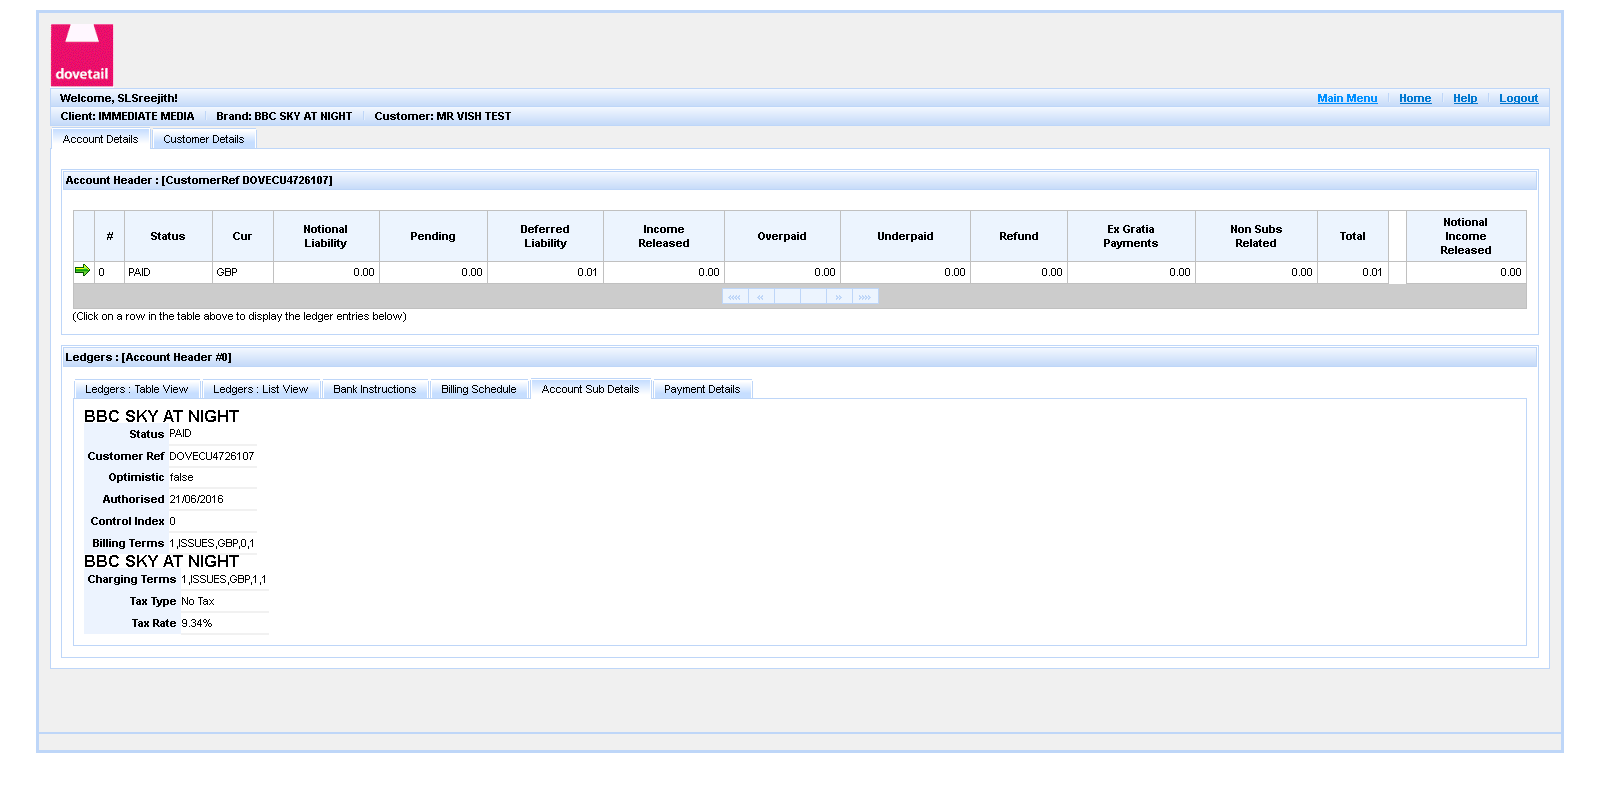 dovetail
Welcome, SLSreejith! Main Menu Home Help Logout
Client: IMMEDIATE MEDIA Brand: BBC SKY AT NIGHT Customer: MR VISH TEST
Account Details Customer Details
Account Header : [CustomerRef DOVECU4726107]
# Status Cur Notional Liability Pending Deferred Liability Income Released Overpaid Underpaid Refund Ex Gratia Payments Non Subs Related Total Notional Income Released
0 PAID GBP 0.00 0.00 0.01 0.00 0.00 0.00 0.00 0.00 0.00 0.01 0.00
«« « » »»
(Click on a row in the table above to display the ledger entries below)
Ledgers : [Account Header #0]
Ledgers : Table View Ledgers : List View Bank Instructions Billing Schedule Account Sub Details Payment Details
BBC SKY AT NIGHT
Status PAID
Customer Ref DOVECU4726107
Optimistic false
Authorised 21/06/2016
Control Index 0
Billing Terms 1,ISSUES,GBP,0,1
BBC SKY AT NIGHT
Charging Terms 1,ISSUES,GBP,1,1
Tax Type No Tax
Tax Rate 9.34%